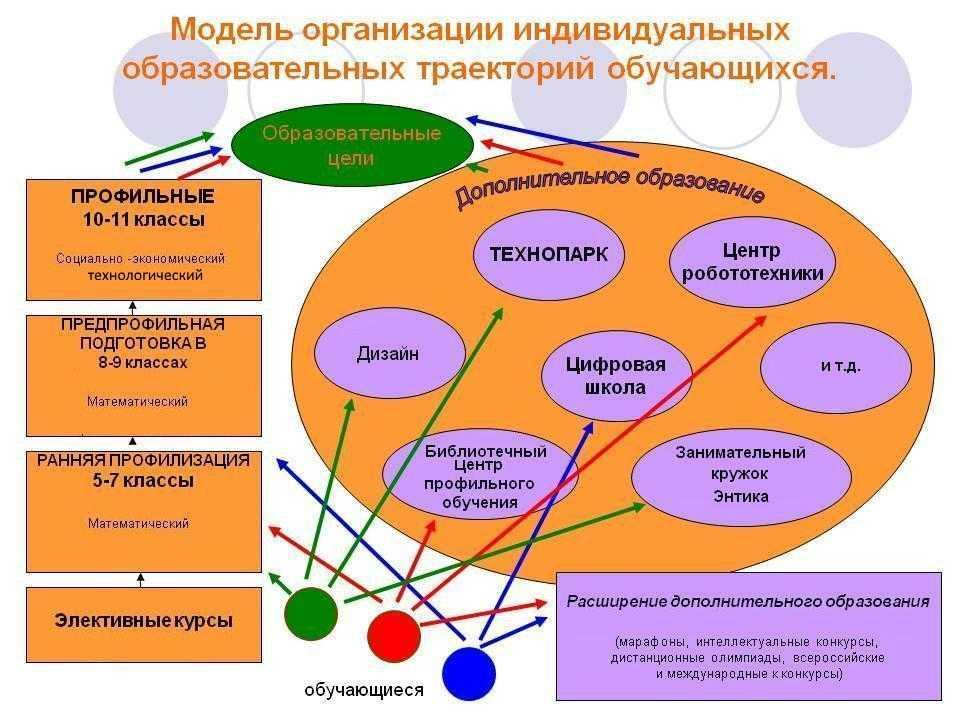 Модель организации индивидуальных
образовательных траекторий обучающихся.
Образовательные
цели
ПРОФИЛЬНЫЕ
10-11 классы
Социально -экономический
технологический
ПРЕДПРОФИЛЬНАЯ
ПОДГОТОВКА В
8-9 классах
Математический
РАННЯЯ ПРОФИЛИЗАЦИЯ
5-7 классы
Математический
Элективные курсы
Дополнительное образование
ТЕХНОПАРК
Центр
робототехники
Дизайн
Цифровая
школа
и т.д.
Библиотечный
Центр
профильного
обучения
Занимательный
кружок
Энтика
Расширение дополнительного образования
(марафоны, интеллектуальные конкурсы,
дистанционные олимпиады, всероссийские
и международные к конкурсы)
обучающиеся